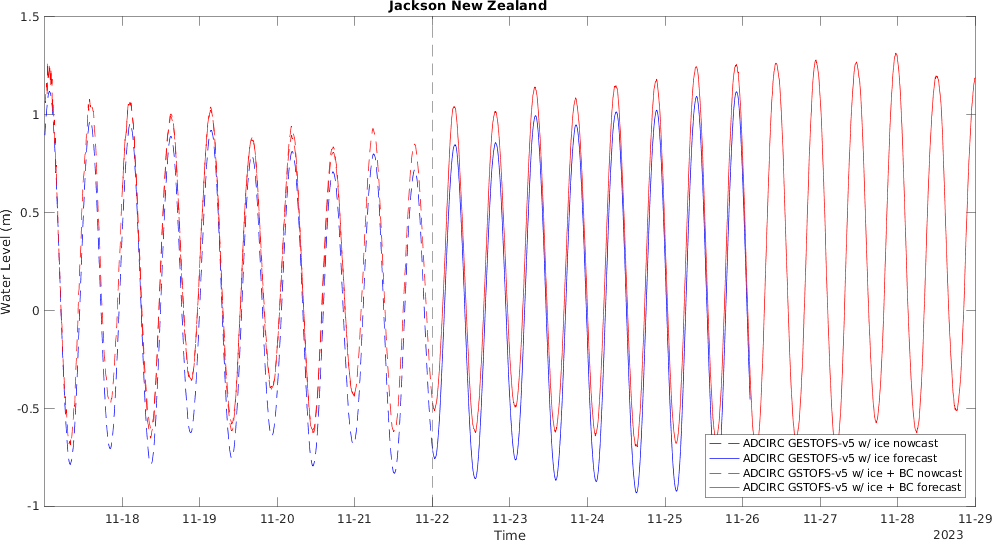 Jackson New Zealand
1.5
1
0.5
0
-0.5
-1
Water Level (m)
11-18
11-19
11-20
11-21
11-22
11-23
11-24
11-25
11-26
11-27
11-28
11-29
Time
2023
ADCIRC GESTOFS-v5 w/ ice nowcast
ADCIRC GESTOFS-v5 w/ ice forecast
ADCIRC GSTOFS-v5 w/ ice + BC nowcast
ADCIRC GSTOFS-v5 w/ ice + BC forecast